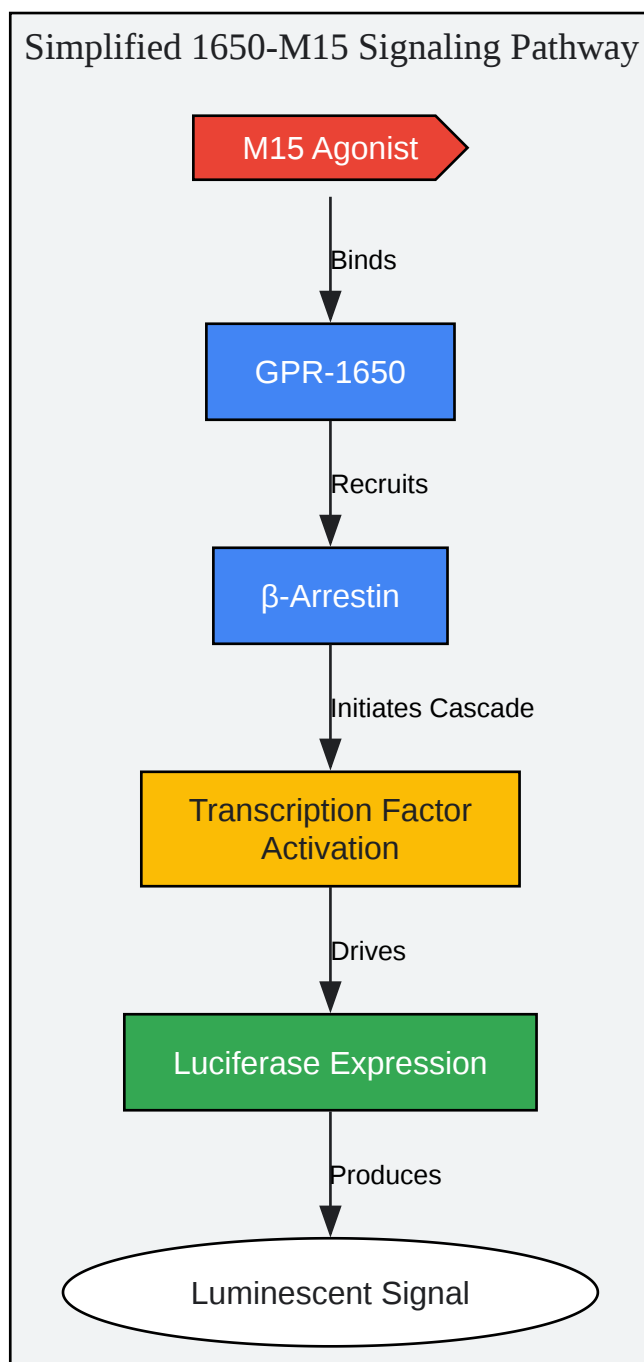 Simplified 1650-M15 Signaling Pathway
M15 Agonist
Binds
GPR-1650
Recruits
β-Arrestin
Initiates Cascade
Transcription Factor
Activation
Drives
Luciferase Expression
Produces
Luminescent Signal